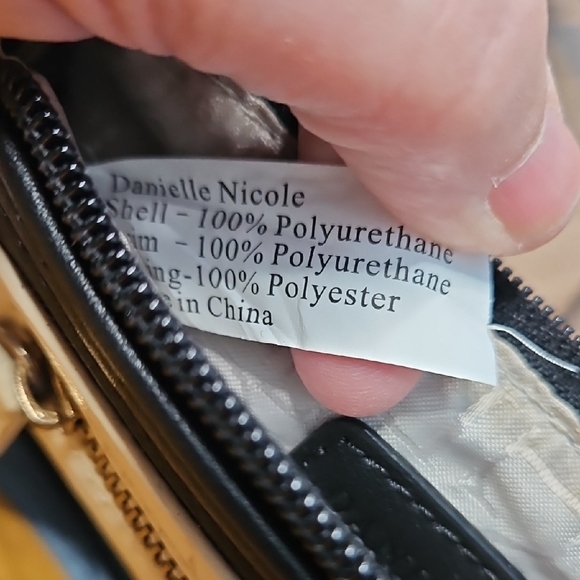 Danielle Nicole
Shell - 100% Polyurethane
- 100% Polyurethane
-100% Polyester
in China